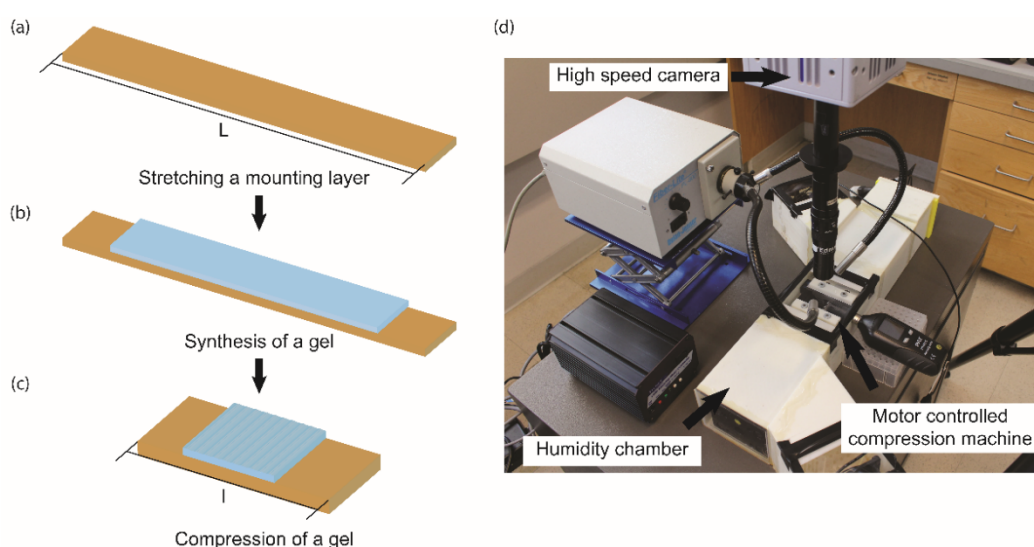 (a)
L
Stretching a mounting layer
(b)
Synthesis of a gel
(c)
l
Compression of a gel
(d)
High speed camera
Humidity chamber
Motor controlled
compression machine